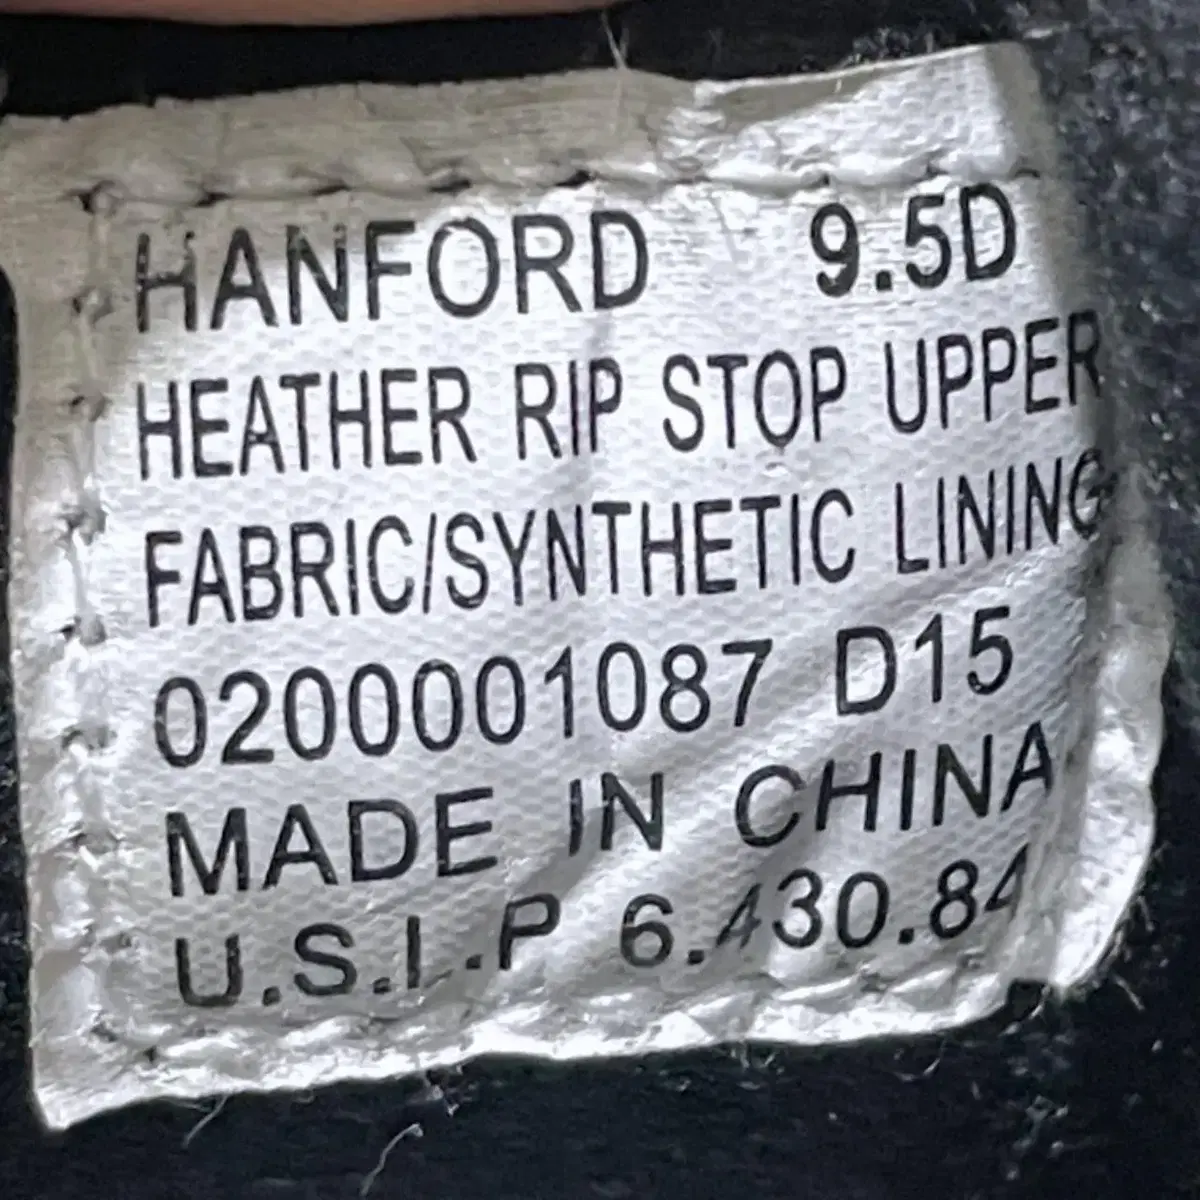 HANFORD 9.5D
HEATHER RIP STOP UPPER
FABRIC/SYNTHETIC LINING
0200001087 D15
MADE IN CHINA
U.S.I.P 6.430.84